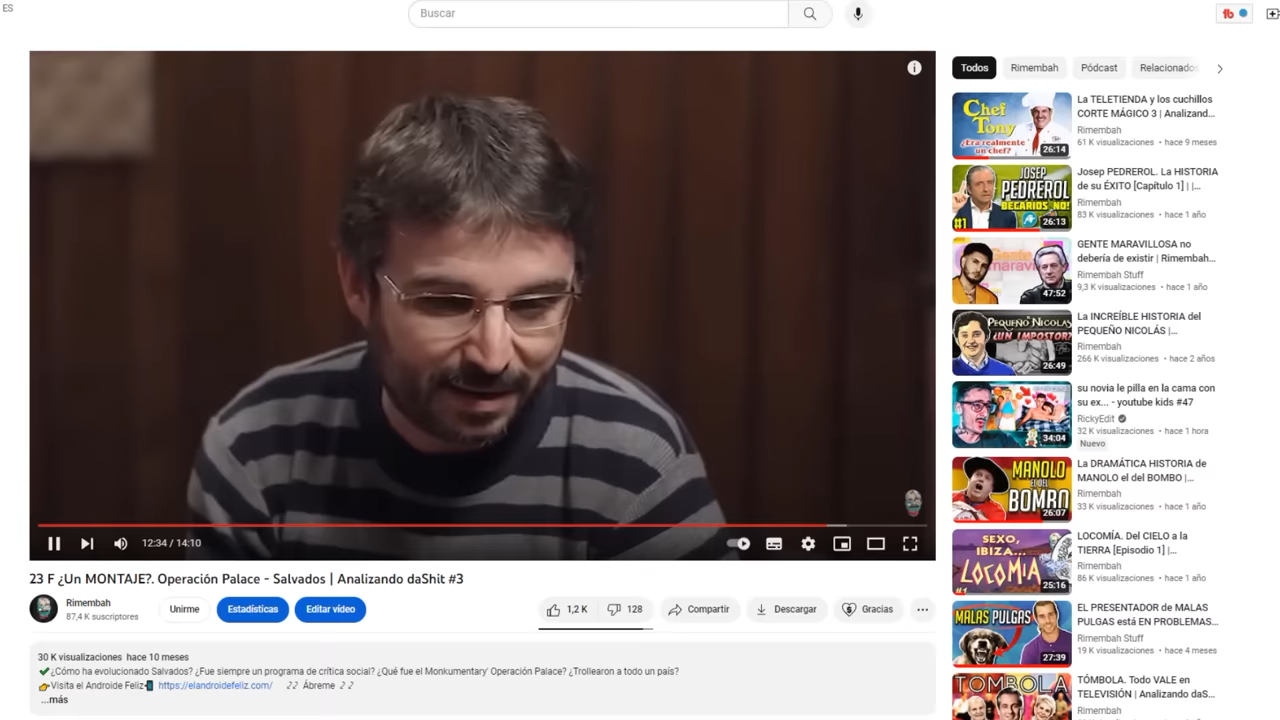 ES
Buscar
Todos
Rimembah
Pódcast
Relacionados
12:34 / 14:10
23 F ¿Un MONTAJE?. Operación Palace - Salvados | Analizando daShit #3
Rimembah
87,4 K suscriptores
Unirme
Estadísticas
Editar vídeo
1,2 K
128
Compartir
Descargar
Gracias
30 K visualizaciones hace 10 meses
¿Cómo ha evolucionado Salvados? ¿Fue siempre un programa de crítica social? ¿Qué fue el Monkumentary' Operación Palace? ¿Trollearon a todo un país?
Visita el Androide Feliz https://elandroidefeliz.com/ Ábreme
...más
Chef
Tony
¿Era realmente
un chef?
26:14
La TELETIENDA y los cuchillos
CORTE MÁGICO 3 | Analizand...
Rimembah
61 K visualizaciones • hace 9 meses
JOSEP
PEDREROL
BECARIOS NO!
#1
26:13
Josep PEDREROL. La HISTORIA
de su ÉXITO [Capítulo 1] | |...
Rimembah
83 K visualizaciones • hace 1 año
47:52
GENTE MARAVILLOSA no
debería de existir | Rimembah...
Rimembah Stuff
9,3 K visualizaciones • hace 1 año
PEQUEÑO NICOLÁS
¿UN IMPOSTOR?
26:49
La INCREÍBLE HISTORIA del
PEQUEÑO NICOLÁS |...
Rimembah
266 K visualizaciones • hace 2 años
34:04
su novia le pilla en la cama con
su ex... - youtube kids #47
RickyEdit
32 K visualizaciones • hace 1 hora
Nuevo
MANOLO
EL DEL
BOMBO
26:07
La DRAMÁTICA HISTORIA de
MANOLO el del BOMBO |...
Rimembah
33 K visualizaciones • hace 1 año
SEXO,
IBIZA...
LOCOMIA
#1
25:16
LOCOMÍA. Del CIELO a la
TIERRA [Episodio 1] |...
Rimembah
86 K visualizaciones • hace 1 año
MALAS PULGAS
27:39
EL PRESENTADOR de MALAS
PULGAS está EN PROBLEMAS...
Rimembah Stuff
19 K visualizaciones • hace 4 meses
TOMBOLA
TÓMBOLA. Todo VALE en
TELEVISIÓN | Analizando daS...
Rimembah